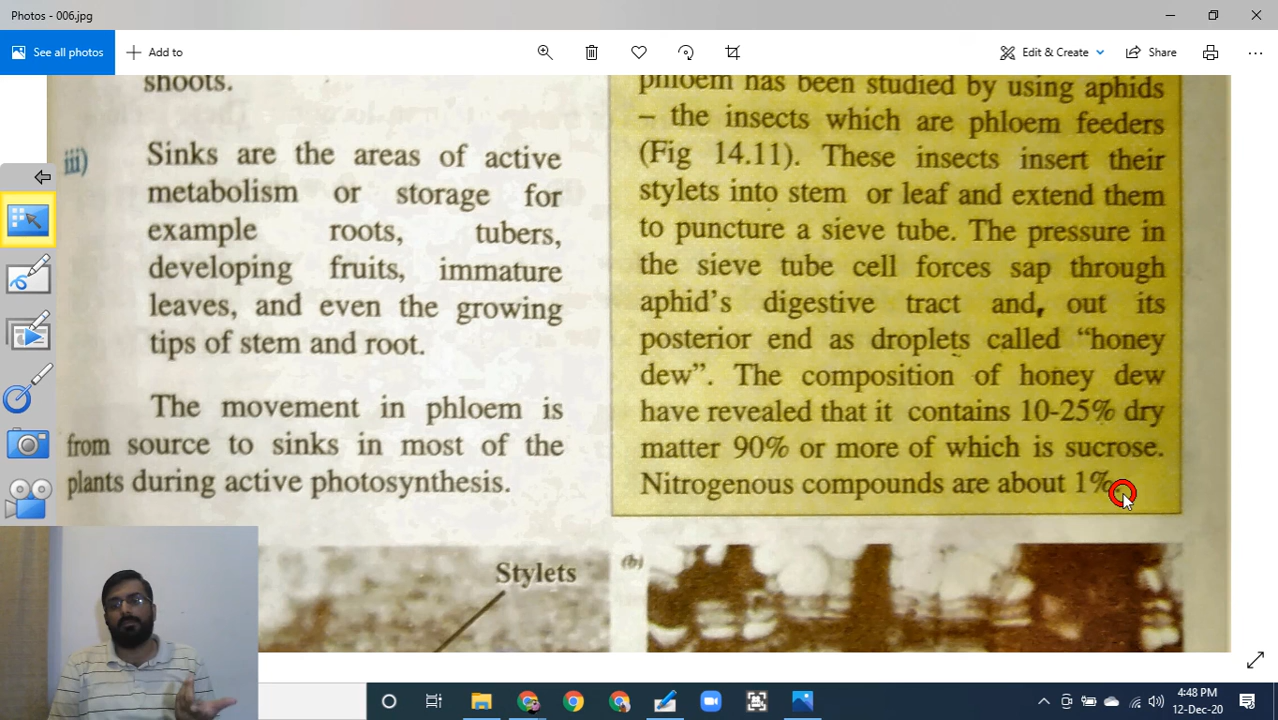 Photos - 006.jpg
See all photos
Add to
Edit & Create
Share
shoots.
iii) Sinks are the areas of active
metabolism or storage for
example roots, tubers,
developing fruits, immature
leaves, and even the growing
tips of stem and root.
The movement in phloem is
from source to sinks in most of the
plants during active photosynthesis.
phloem has been studied by using aphids
– the insects which are phloem feeders
(Fig 14.11). These insects insert their
stylets into stem or leaf and extend them
to puncture a sieve tube. The pressure in
the sieve tube cell forces sap through
aphid's digestive tract and, out its
posterior end as droplets called "honey
dew". The composition of honey dew
have revealed that it contains 10-25% dry
matter 90% or more of which is sucrose.
Nitrogenous compounds are about 1%.
Stylets
(b)
4:48 PM
12-Dec-20